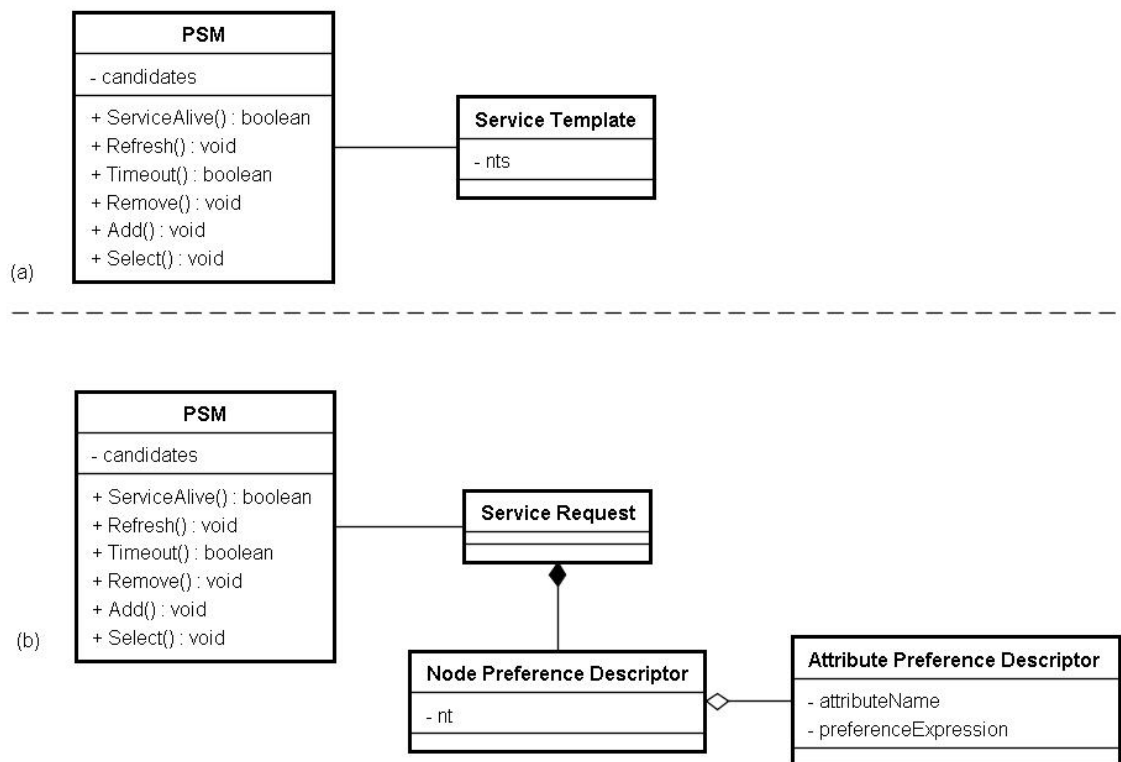 PSM
- candidates
+ ServiceAlive() : boolean
+ Refresh() : void
+ Timeout() : boolean
+ Remove() : void
+ Add() : void
+ Select() : void
Service Template
- nts
(a)
PSM
- candidates
+ ServiceAlive() : boolean
+ Refresh() : void
+ Timeout() : boolean
+ Remove() : void
+ Add() : void
+ Select() : void
Service Request
(b)
Node Preference Descriptor
- nt
Attribute Preference Descriptor
- attributeName
- preferenceExpression